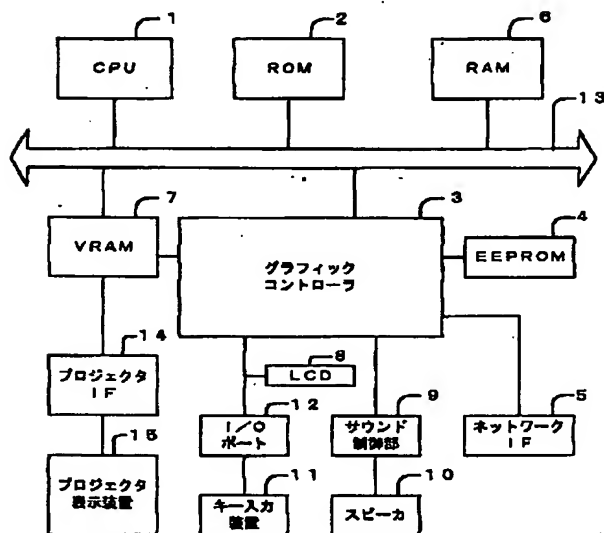 1
2
6
CPU
ROM
RAM
13
7
3
4
VRAM
グラフィック
コントローラ
EEPROM
14
8
LCD
プロジェクタ
IF
12
9
5
I/O
ポート
サウンド
制御部
ネットワーク
IF
15
11
10
プロジェクタ
表示装置
キー入力
装置
スピーカ